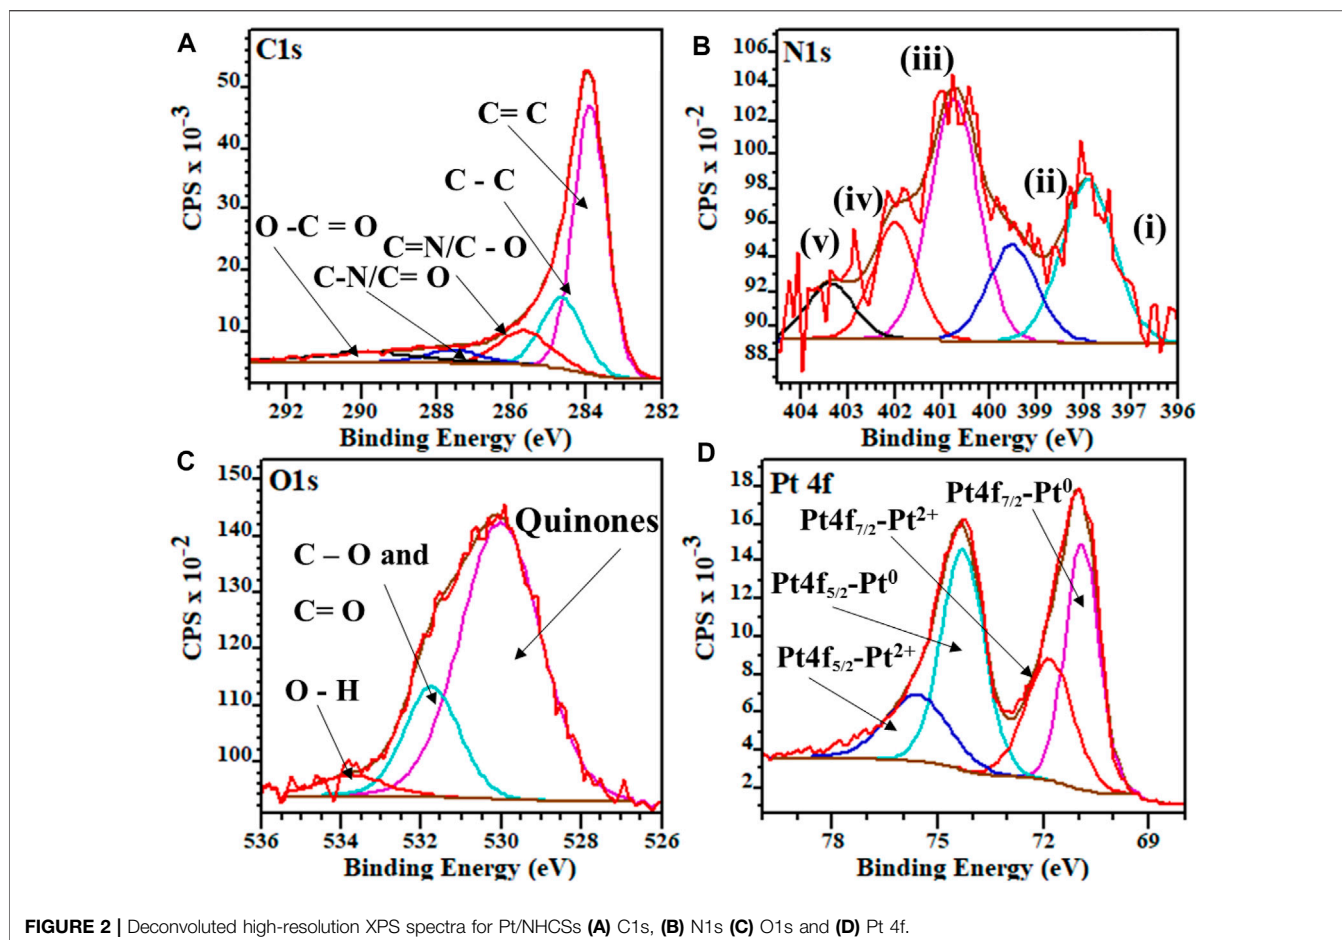 A
C1s
CPS x 10⁻³
50
40
30
20
10
C= C
C - C
O -C = O
C=N/C - O
C-N/C= O
292 290 288 286 284 282
Binding Energy (eV)
B
N1s
CPS x 10⁻²
106
104
102
100
98
96
94
92
90
88
(iii)
(ii)
(iv)
(v)
(i)
404 403 402 401 400 399 398 397 396
Binding Energy (eV)
C
O1s
CPS x 10⁻²
150
140
130
120
110
100
Quinones
C – O and
C= O
O - H
536 534 532 530 528 526
Binding Energy (eV)
D
Pt 4f
CPS x 10⁻³
18
16
14
12
10
8
6
4
2
Pt4f₇/₂-Pt⁰
Pt4f₇/₂-Pt²⁺
Pt4f₅/₂-Pt⁰
Pt4f₅/₂-Pt²⁺
78 75 72 69
Binding Energy (eV)
FIGURE 2 | Deconvoluted high-resolution XPS spectra for Pt/NHCSs (A) C1s, (B) N1s (C) O1s and (D) Pt 4f.